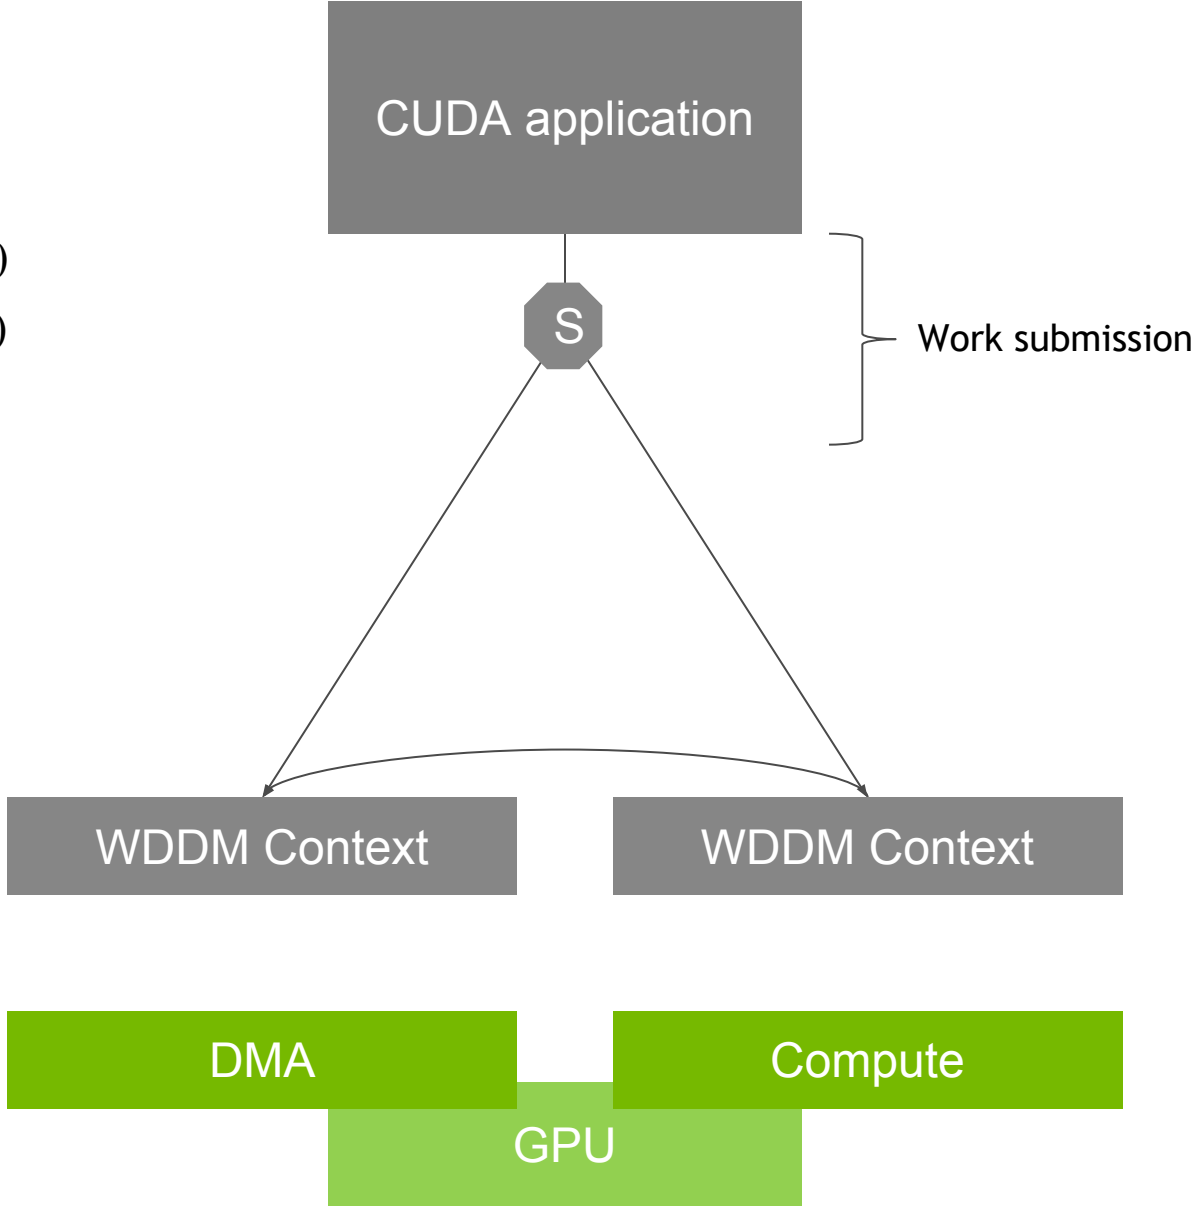 CUDA application
)
)
S
Work submission
WDDM Context
WDDM Context
DMA
Compute
GPU